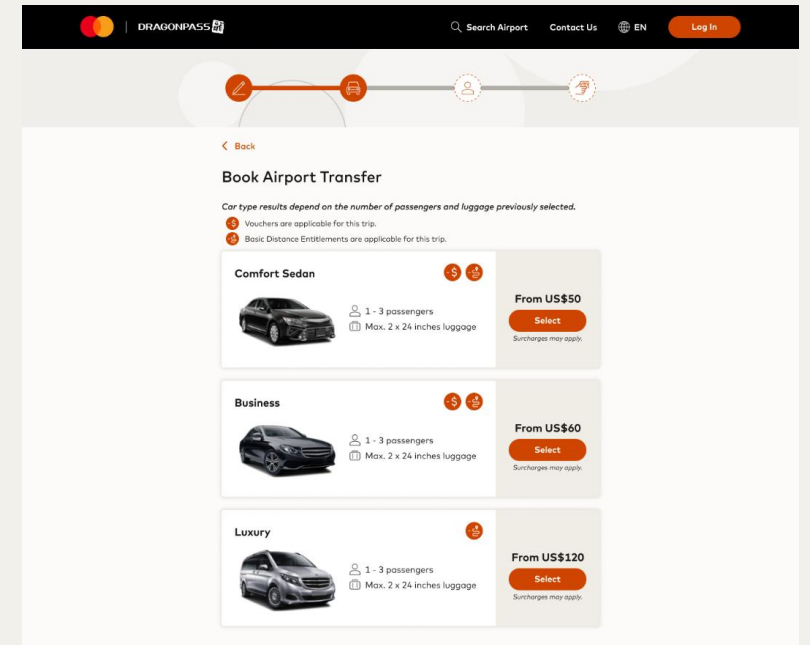 DRAGONPASS
Search Airport
Contact Us
EN
Log In
Back
Book Airport Transfer
Car type results depend on the number of passengers and luggage previously selected.
-$ Vouchers are applicable for this trip.
Basic Distance Entitlements are applicable for this trip.
Comfort Sedan
-$
1 - 3 passengers
Max. 2 x 24 inches luggage
From US$50
Select
Surcharges may apply.
Business
-$
1 - 3 passengers
Max. 2 x 24 inches luggage
From US$60
Select
Surcharges may apply.
Luxury
1 - 3 passengers
Max. 2 x 24 inches luggage
From US$120
Select
Surcharges may apply.